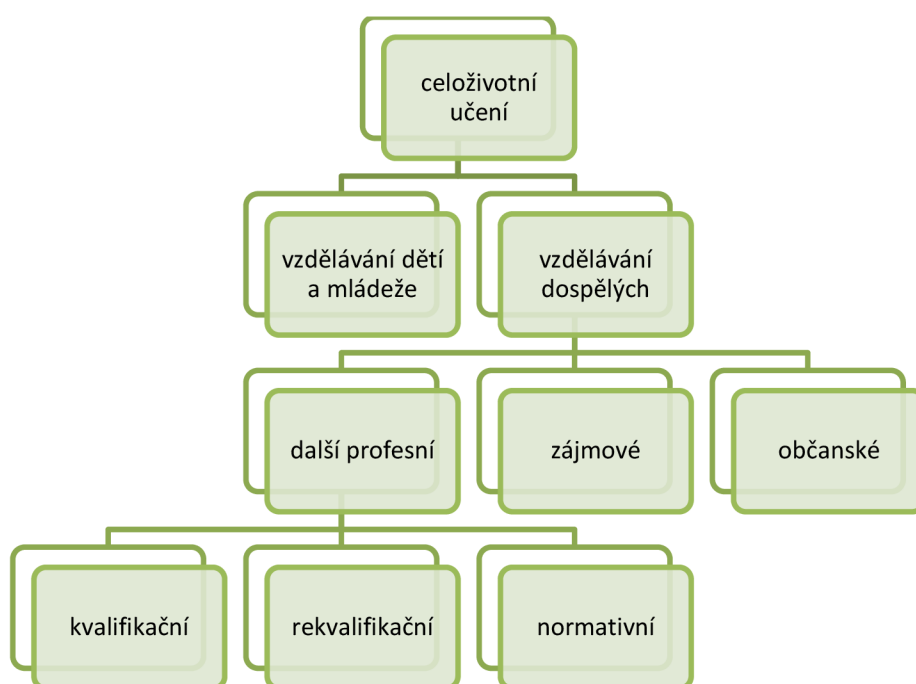 celoživotní
učení
vzdělávání dětí
a mládeže
vzdělávání
dospělých
další profesní
zájmové
občanské
kvalifikační
rekvalifikační
normativní